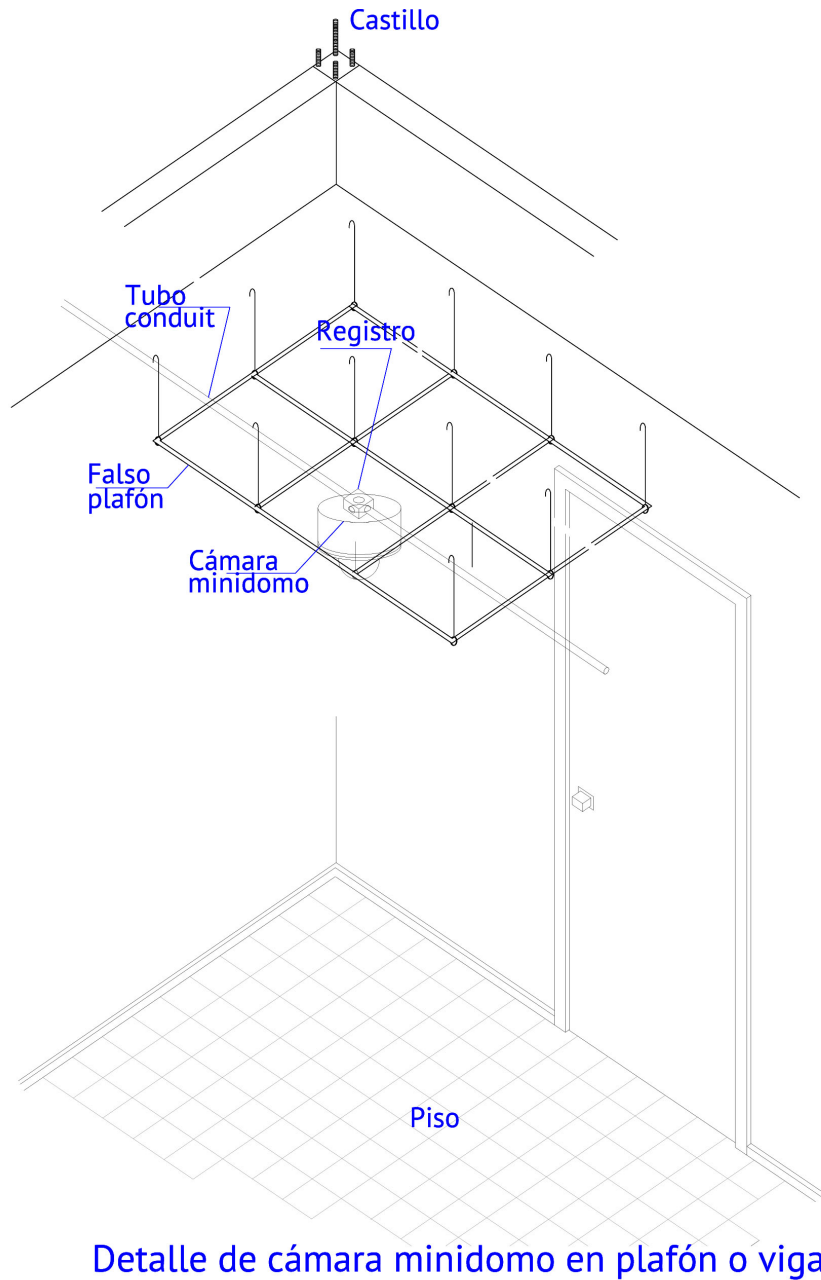 Castillo
Tubo
conduit
Registro
Falso
plafón
Cámara
minidomo
Piso
Detalle de cámara minidomo en plafón o viga